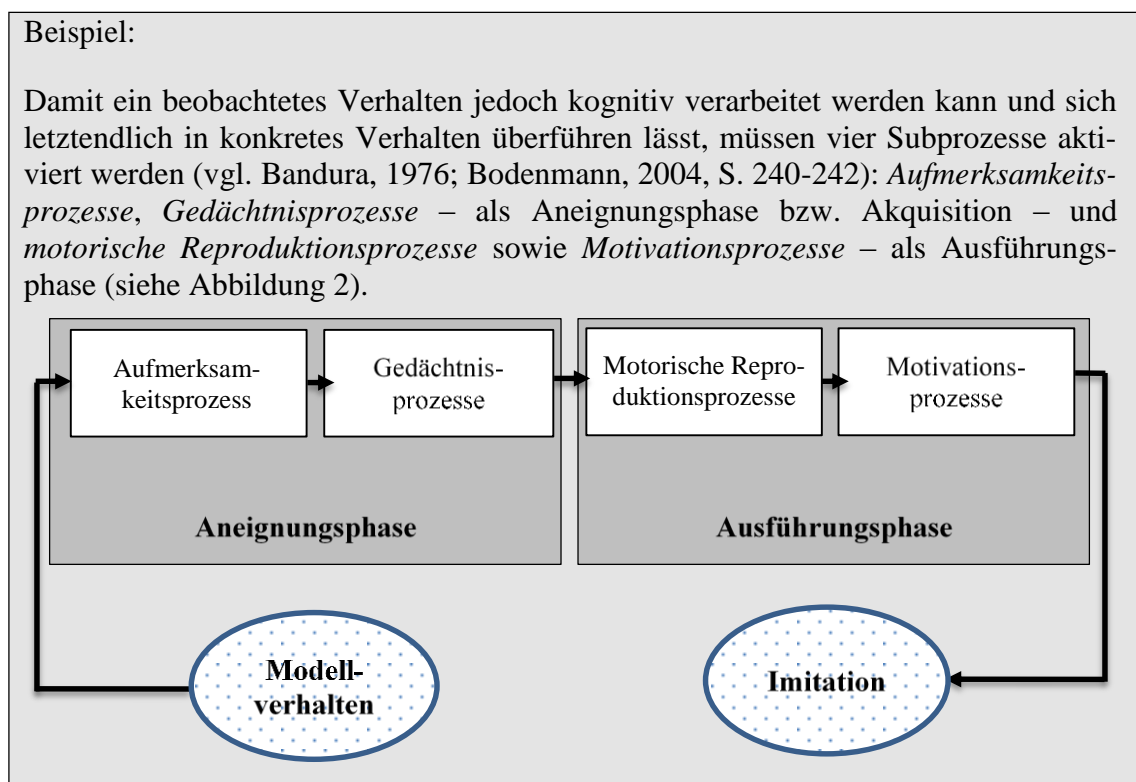 Beispiel:
Damit ein beobachtetes Verhalten jedoch kognitiv verarbeitet werden kann und sich
letztendlich in konkretes Verhalten überführen lässt, müssen vier Subprozesse akti-
viert werden (vgl. Bandura, 1976; Bodenmann, 2004, S. 240-242): Aufmerksamkeits-
prozesse, Gedächtnisprozesse – als Aneignungsphase bzw. Akquisition – und
motorische Reproduktionsprozesse sowie Motivationsprozesse – als Ausführungs-
phase (siehe Abbildung 2).
Aufmerksam-
keitsprozess
Gedächtnis-
prozesse
Motorische Repro-
duktionsprozesse
Motivations-
prozesse
Aneignungsphase
Ausführungsphase
Modell-
verhalten
Imitation